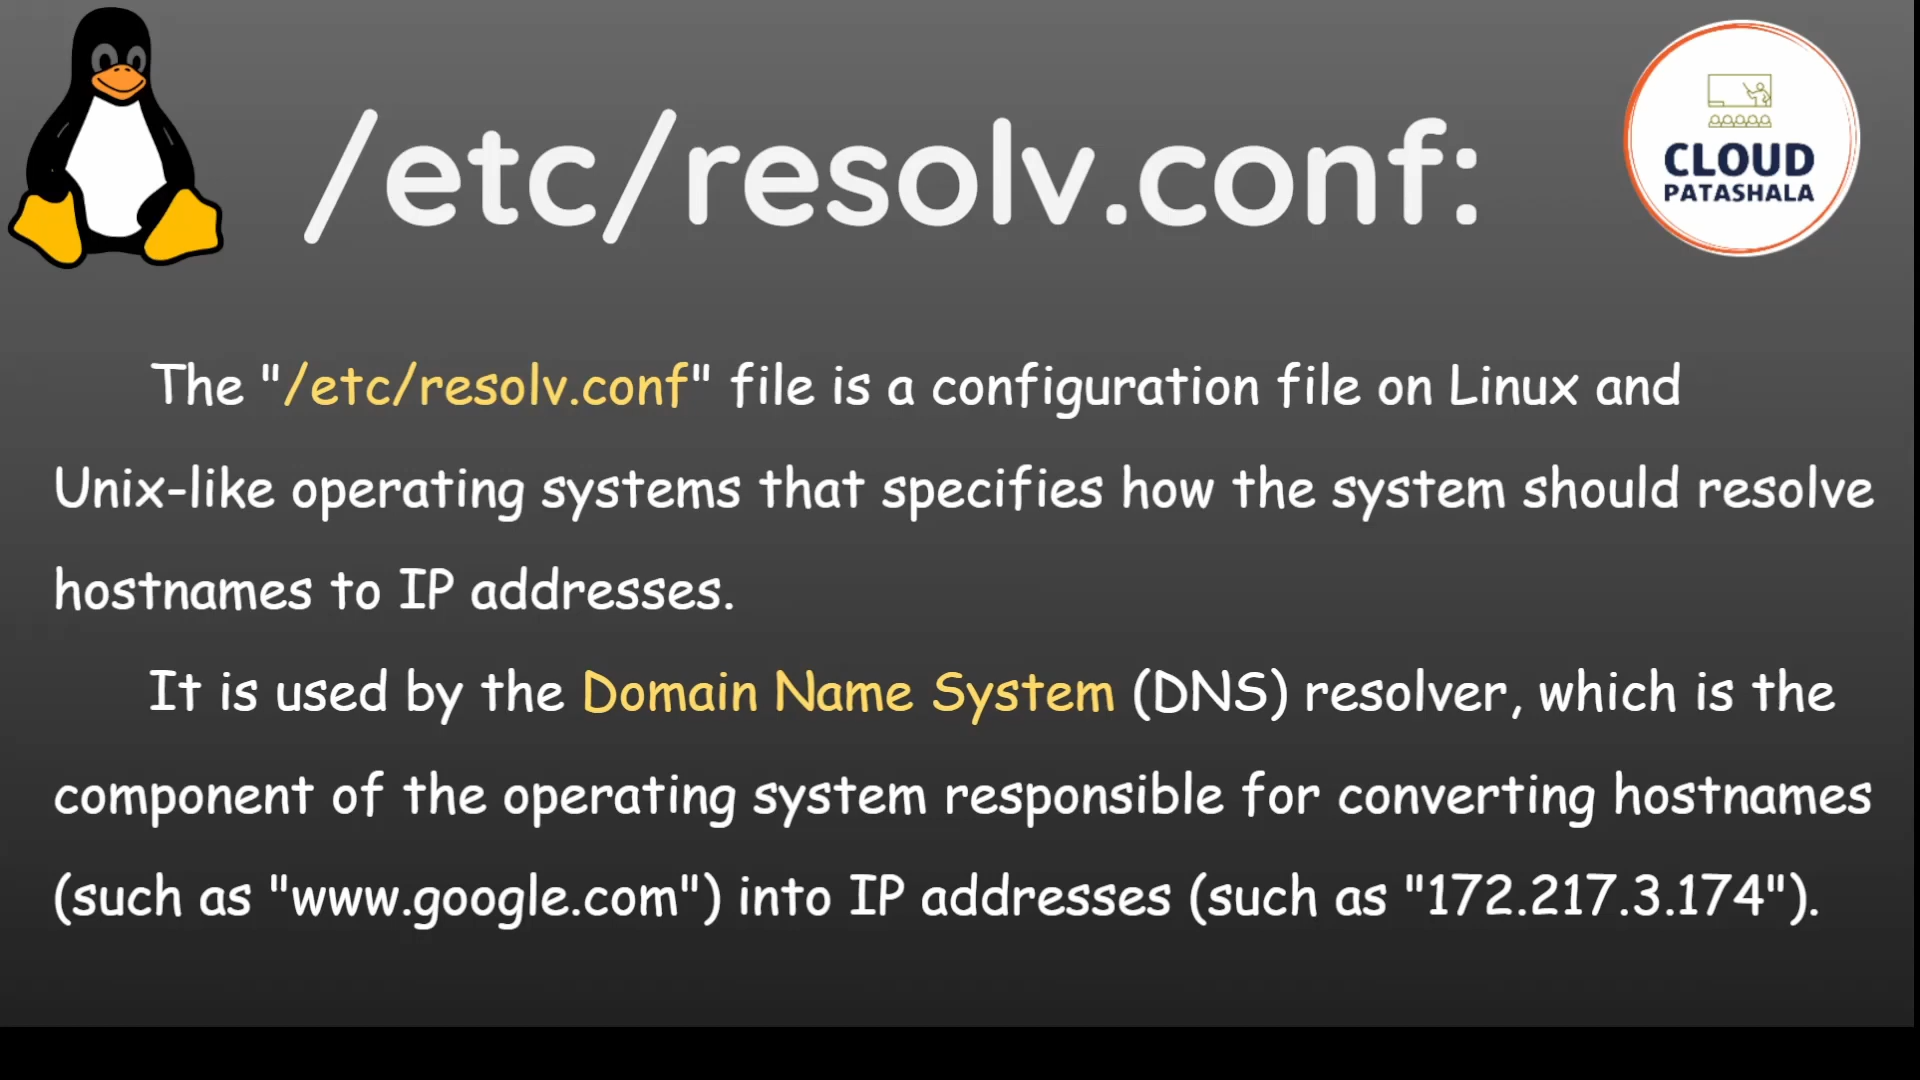 /etc/resolv.conf:
CLOUD
PATASHALA
The "/etc/resolv.conf" file is a configuration file on Linux and
Unix-like operating systems that specifies how the system should resolve
hostnames to IP addresses.
It is used by the Domain Name System (DNS) resolver, which is the
component of the operating system responsible for converting hostnames
(such as "www.google.com") into IP addresses (such as "172.217.3.174").